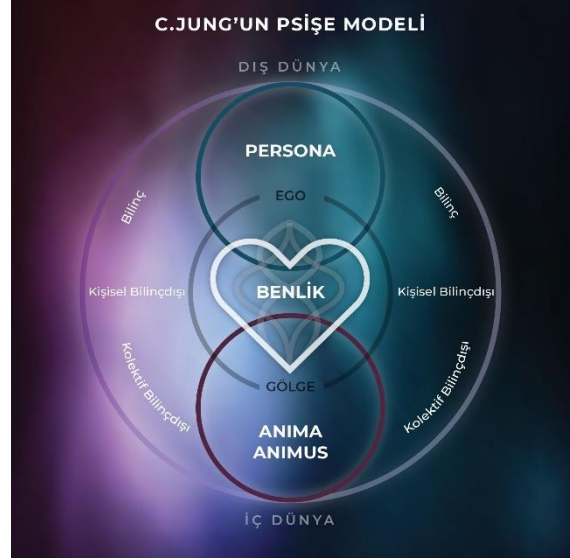 C.JUNG'UN PSİŞE MODELİ
DIŞ DÜNYA
PERSONA
EGO
Bilinç
Bilinç
Kişisel Bilinçdışı
BENLİK
Kişisel Bilinçdışı
Kolektif Bilinçdışı
Kolektif Bilinçdışı
GÖLGE
ANIMA
ANIMUS
İÇ DÜNYA